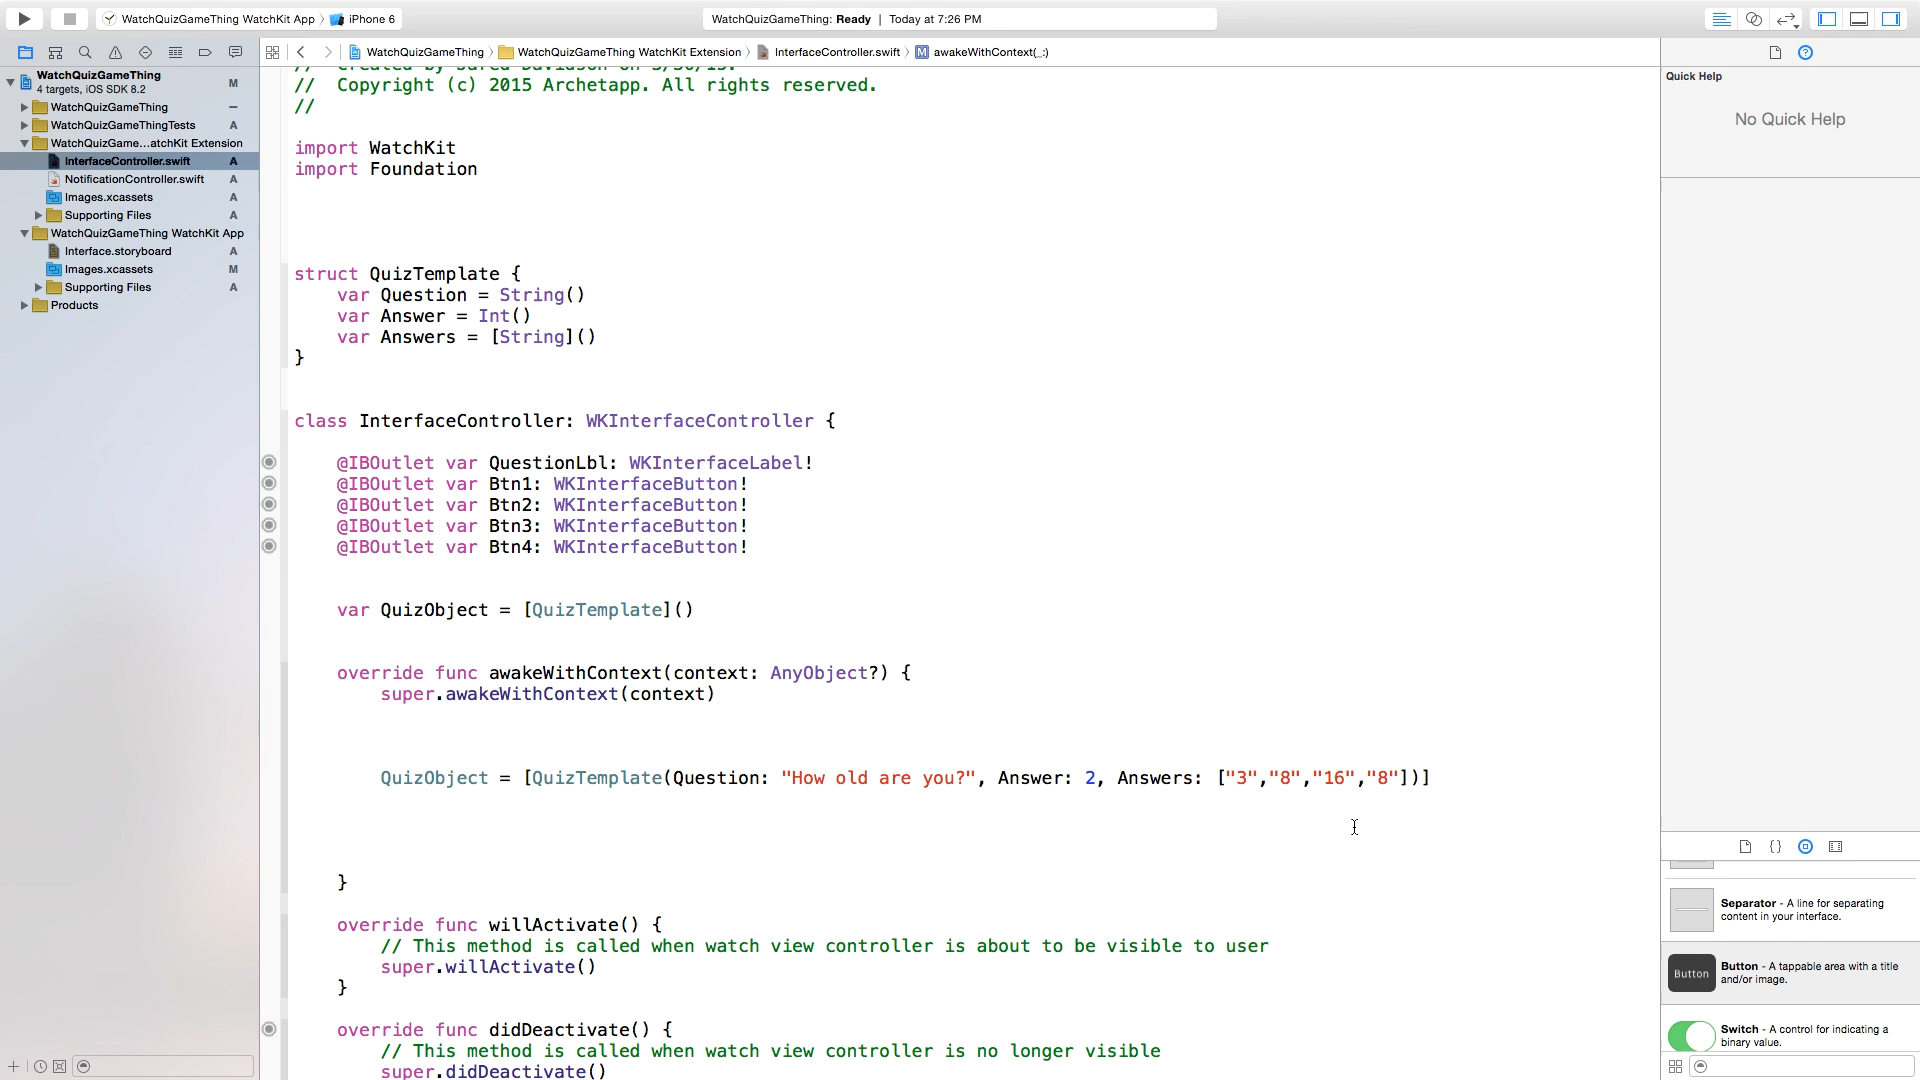 WatchQuizGameThing WatchKit App
iPhone 6
WatchQuizGameThing: Ready | Today at 7:26 PM
WatchQuizGameThing
WatchQuizGameThing WatchKit Extension
InterfaceController.swift
M
awakeWithContext(_:)
WatchQuizGameThing
M
4 targets, iOS SDK 8.2
WatchQuizGameThing
WatchQuizGameThingTests A
WatchQuizGame...atchKit Extension
InterfaceController.swift A
NotificationController.swift A
Images.xcassets A
Supporting Files A
WatchQuizGameThing WatchKit App
Interface.storyboard A
Images.xcassets M
Supporting Files A
Products
// Created by Jared Davidson on 3/30/15.
// Copyright (c) 2015 Archetapp. All rights reserved.
//
import WatchKit
import Foundation
struct QuizTemplate {
var Question = String()
var Answer = Int()
var Answers = [String]()
}
class InterfaceController: WKInterfaceController {
@IBOutlet var QuestionLbl: WKInterfaceLabel!
@IBOutlet var Btn1: WKInterfaceButton!
@IBOutlet var Btn2: WKInterfaceButton!
@IBOutlet var Btn3: WKInterfaceButton!
@IBOutlet var Btn4: WKInterfaceButton!
var QuizObject = [QuizTemplate]()
override func awakeWithContext(context: AnyObject?) {
super.awakeWithContext(context)
QuizObject = [QuizTemplate(Question: "How old are you?", Answer: 2, Answers: ["3","8","16","8"])]
}
override func willActivate() {
// This method is called when watch view controller is about to be visible to user
super.willActivate()
}
override func didDeactivate() {
// This method is called when watch view controller is no longer visible
super.didDeactivate()
Quick Help
No Quick Help
{}
Separator - A line for separating
content in your interface.
Button
Button - A tappable area with a title
and/or image.
Switch - A control for indicating a
binary value.